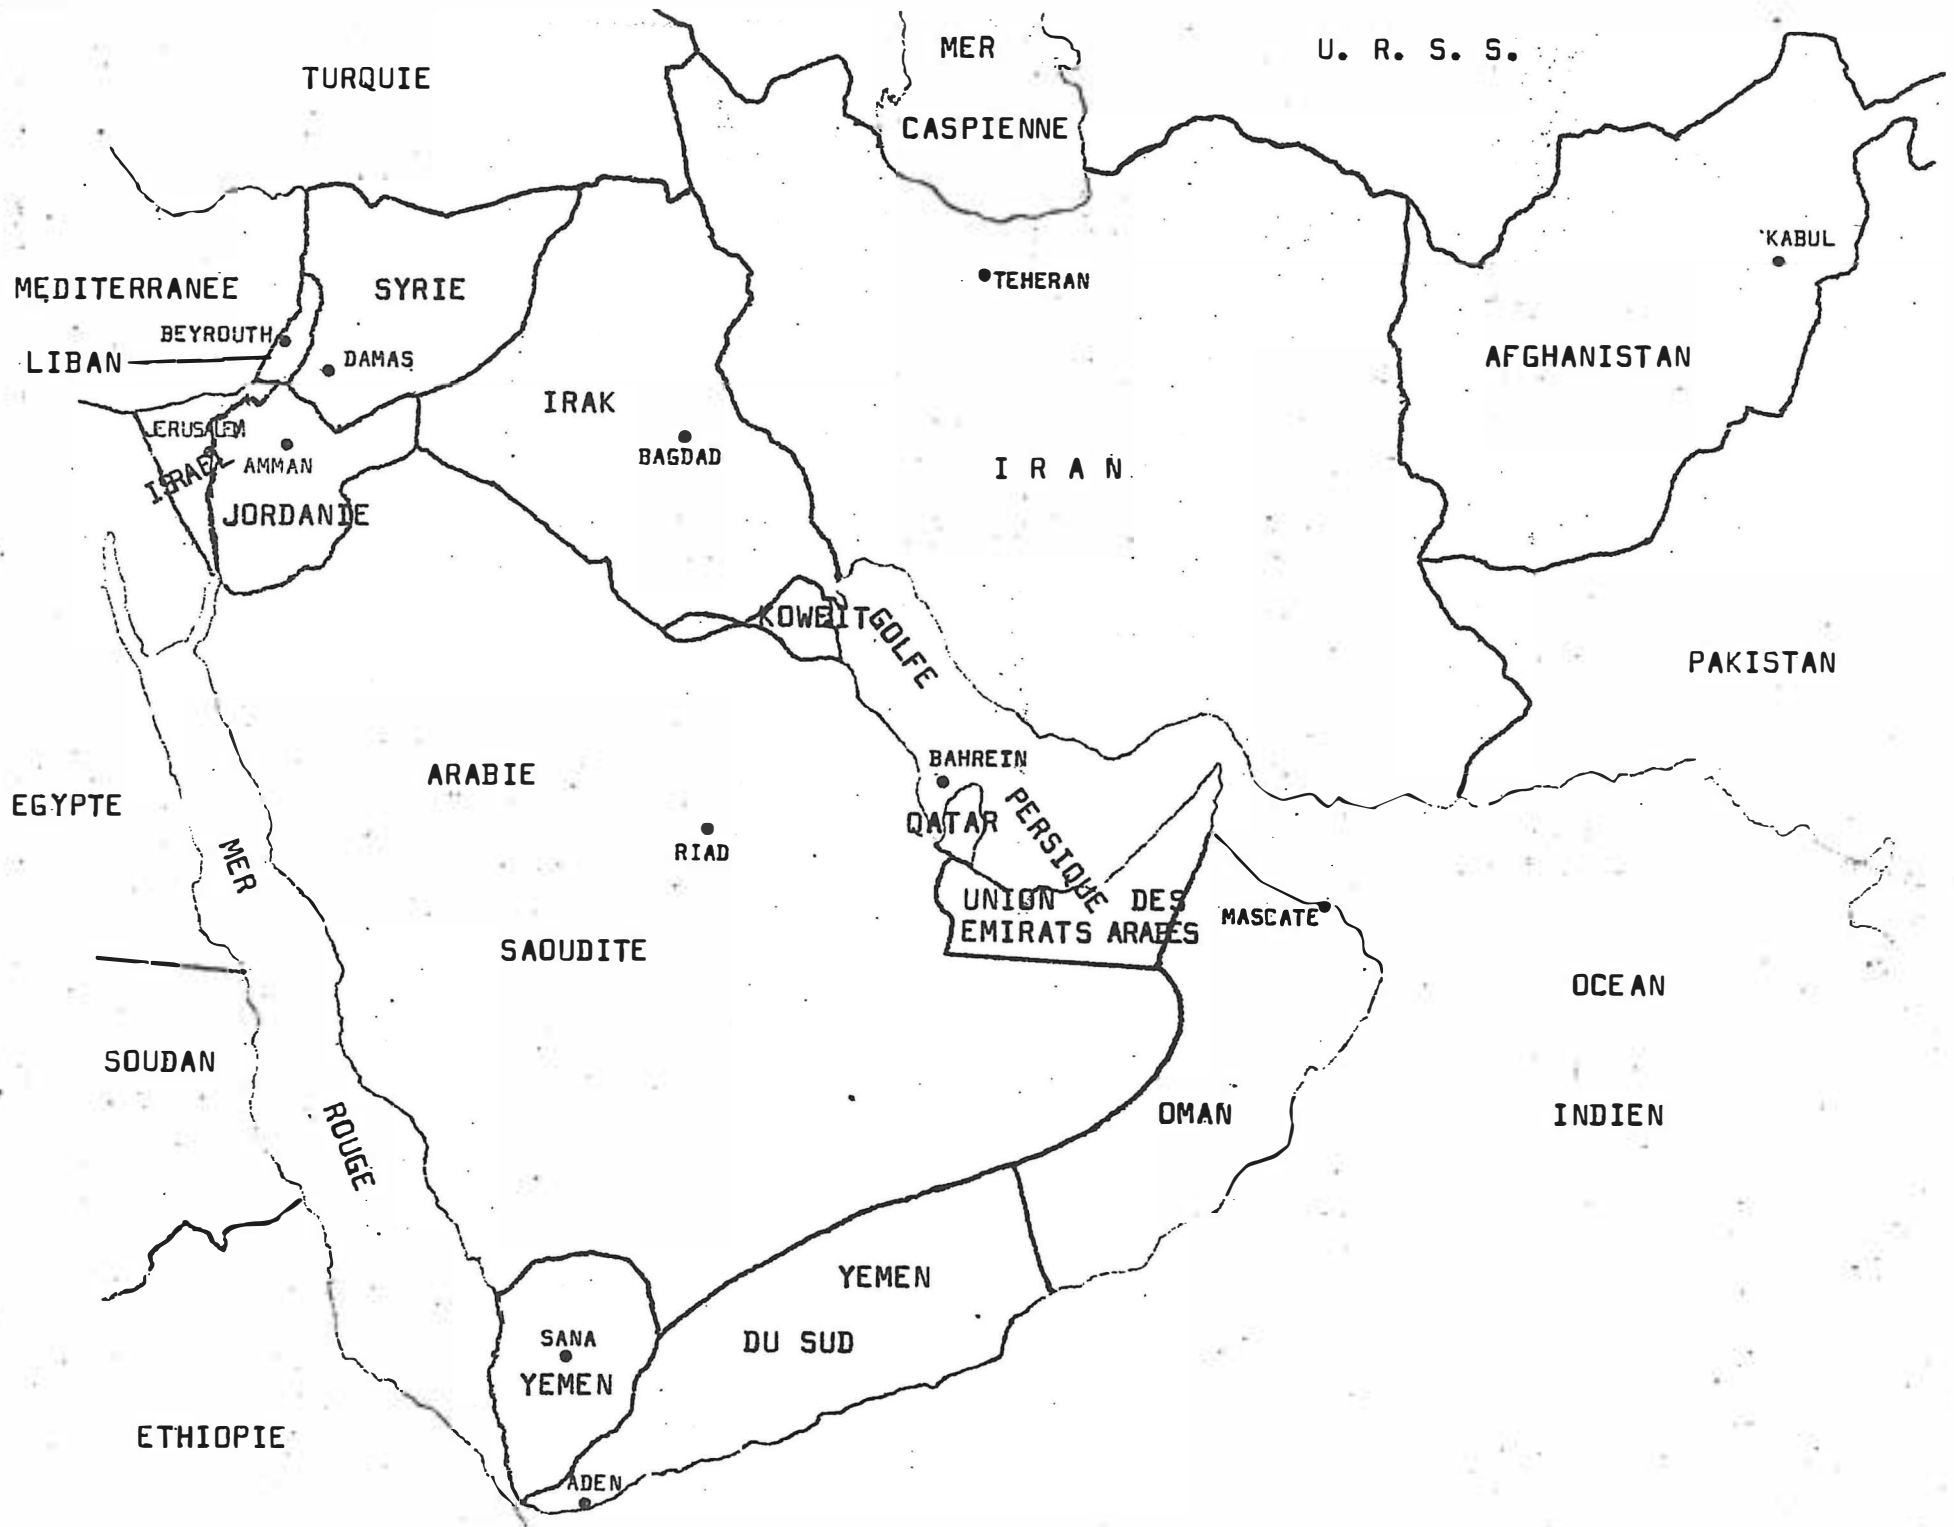 MER
U. R. S. S.
TURQUIE
CASPIENNE
KABUL
TEHERAN
MEDITERRANEE
SYRIE
BEYROUTH
LIBAN
DAMAS
AFGHANISTAN
IRAK
JERUSALEM
BAGDAD
AMMAN
ISRAEL
I R A N
JORDANIE
KOWEIT
GOLFE
PERSIQUE
PAKISTAN
BAHREIN
ARABIE
SAOUDITE
EGYPTE
QATAR
RIAD
MER
ROUGE
UNION DES
EMIRATS ARABES
MASCATE
OCEAN
INDIEN
SOUDAN
OMAN
YEMEN
DU SUD
SANA
YEMEN
ETHIOPIE
ADEN